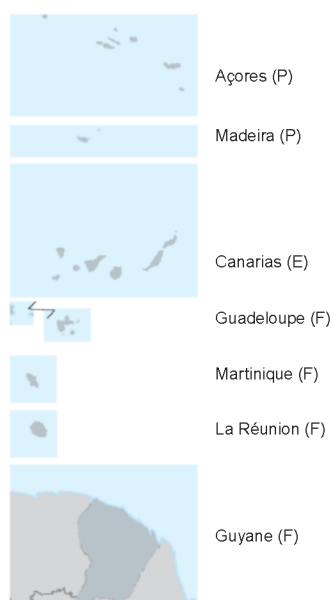 Açores (P)
Madeira (P)
Canarias (E)
Guadeloupe (F)
Martinique (F)
La Réunion (F)
Guyane (F)